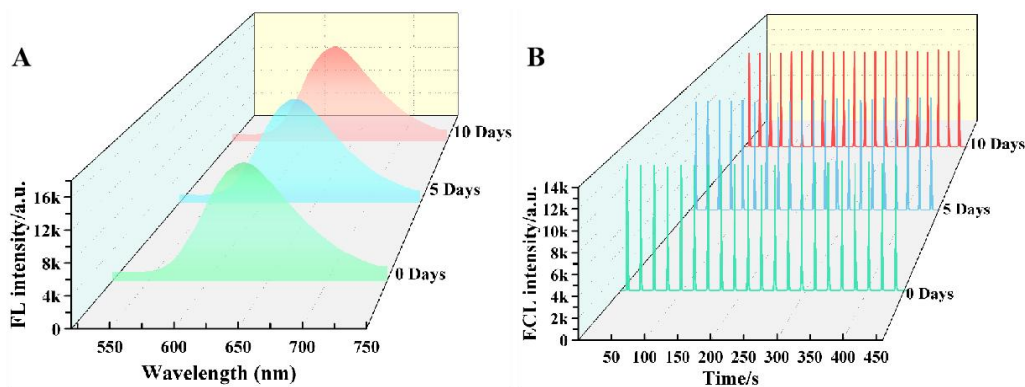 A
16k
12k
8k
4k
0
FL intensity/a.u.
550 600 650 700 750
Wavelength (nm)
0 Days
5 Days
10 Days
B
14k
12k
10k
8k
6k
4k
2k
0
ECL intensity/a.u.
50 100 150 200 250 300 350 400 450
Time/s
0 Days
5 Days
10 Days